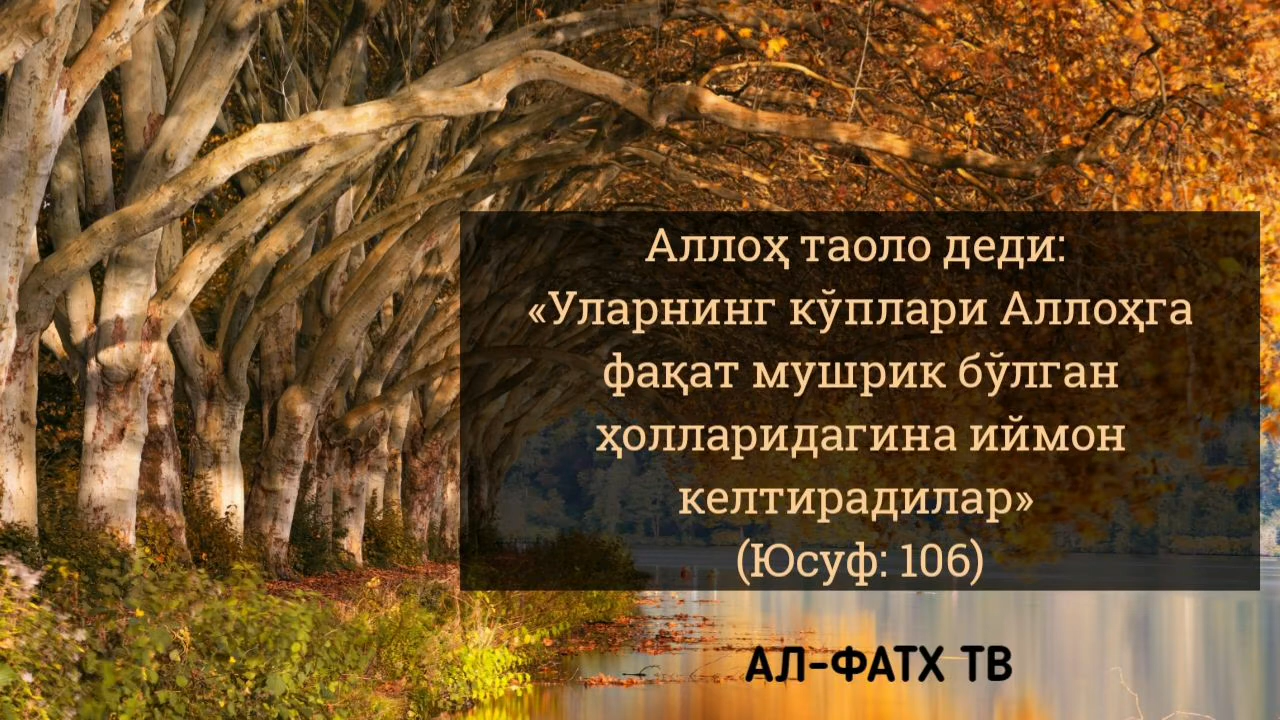 Аллоҳ таоло деди:
«Уларнинг кўплари Аллоҳга
фақат мушрик бўлган
ҳолларидагина иймон
келтирадилар»
(Юсуф: 106)
АЛ-ФАТХ ТВ